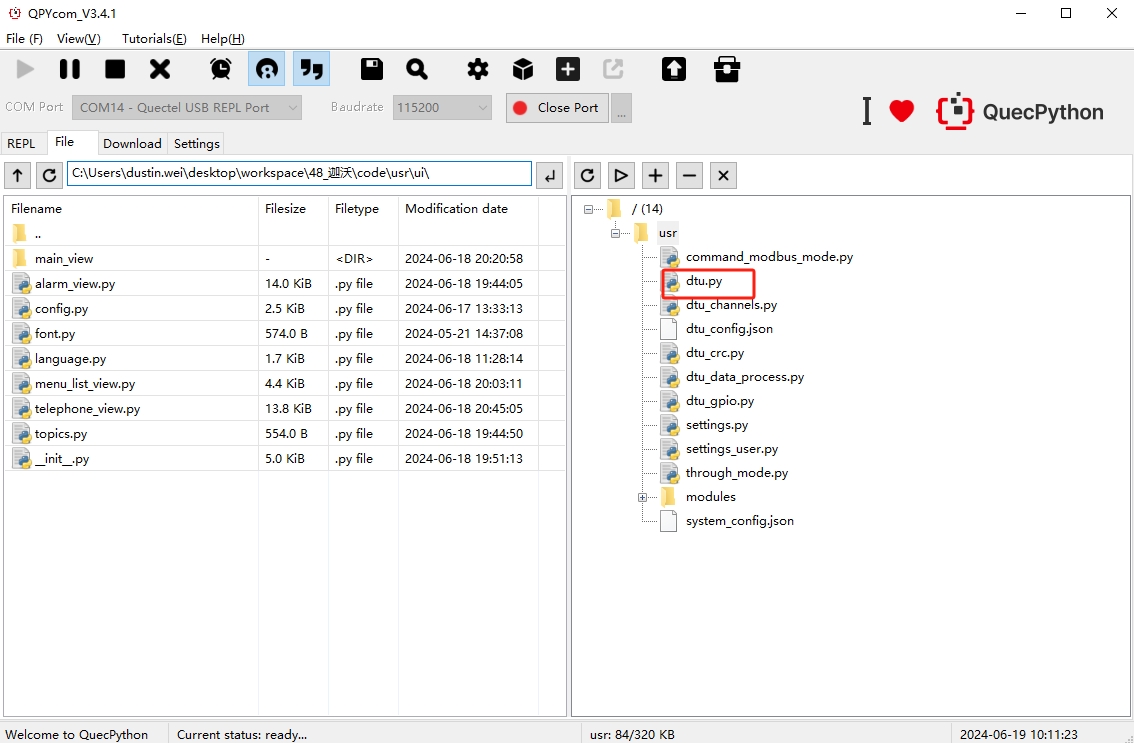 QPYcom_V3.4.1
File (F) View(V) Tutorials(E) Help(H)
COM Port COM14 - Quectel USB REPL Port Baudrate 115200 Close Port ...
I QuecPython
REPL File Download Settings
C:\Users\dustin.wei\desktop\workspace\48_迦沃\code\usr\ui\
Filename Filesize Filetype Modification date
..
main_view - <DIR> 2024-06-18 20:20:58
alarm_view.py 14.0 KiB .py file 2024-06-18 19:44:05
config.py 2.5 KiB .py file 2024-06-17 13:33:13
font.py 574.0 B .py file 2024-05-21 14:37:08
language.py 1.7 KiB .py file 2024-06-18 11:28:14
menu_list_view.py 4.4 KiB .py file 2024-06-18 20:03:11
telephone_view.py 13.8 KiB .py file 2024-06-18 20:45:05
topics.py 554.0 B .py file 2024-06-18 19:44:50
__init__.py 5.0 KiB .py file 2024-06-18 19:51:13
/ (14)
usr
command_modbus_mode.py
dtu.py
dtu_channels.py
dtu_config.json
dtu_crc.py
dtu_data_process.py
dtu_gpio.py
settings.py
settings_user.py
through_mode.py
modules
system_config.json
Welcome to QuecPython Current status: ready... usr: 84/320 KB 2024-06-19 10:11:23